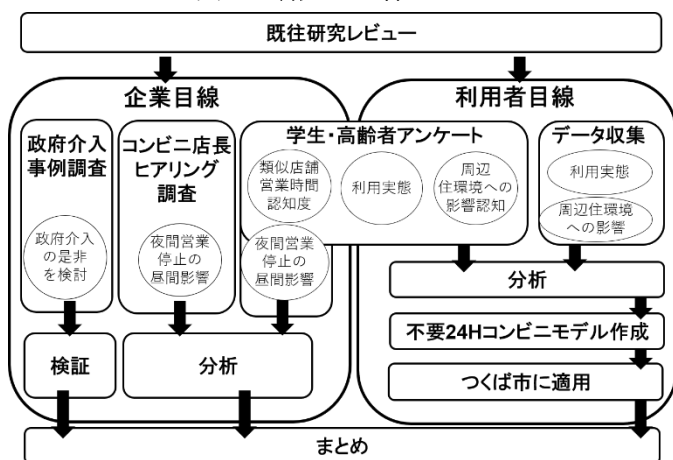 既往研究レビュー
企業目線
利用者目線
政府介入
事例調査
政府介入
の是非
を検討
コンビニ店長
ヒアリング
調査
夜間営業
停止の
昼間影響
学生・高齢者アンケート
類似店舗
営業時間
認知度
利用実態
周辺
住環境への
影響認知
夜間営業
停止の
昼間影響
データ収集
利用実態
周辺住環境
への影響
検証
分析
分析
不要24Hコンビニモデル作成
つくば市に適用
まとめ